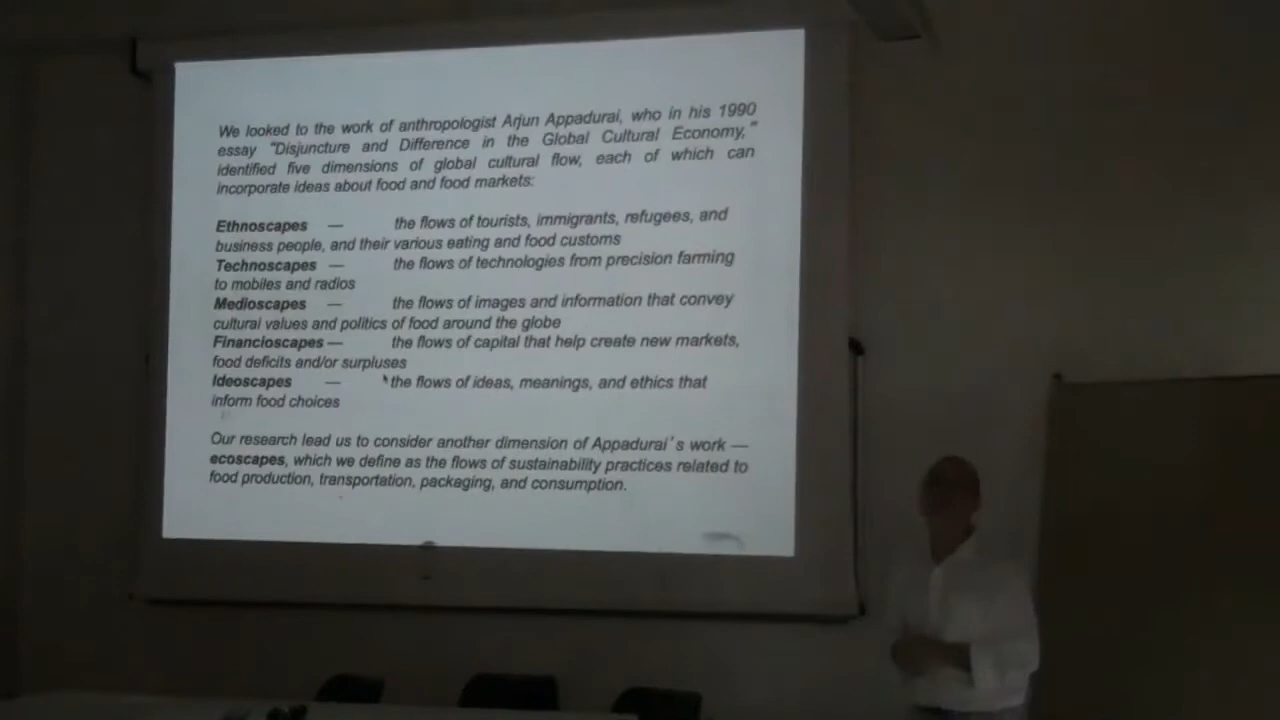 We looked to the work of anthropologist Arjun Appadurai, who in his 1990
essay "Disjuncture and Difference in the Global Cultural Economy,"
identified five dimensions of global cultural flow, each of which can
incorporate ideas about food and food markets:
Ethnoscapes — the flows of tourists, immigrants, refugees, and
business people, and their various eating and food customs
Technoscapes — the flows of technologies from precision farming
to mobiles and radios
Medioscapes — the flows of images and information that convey
cultural values and politics of food around the globe
Financioscapes — the flows of capital that help create new markets,
food deficits and/or surpluses
Ideoscapes — the flows of ideas, meanings, and ethics that
inform food choices
Our research lead us to consider another dimension of Appadurai's work —
ecoscapes, which we define as the flows of sustainability practices related to
food production, transportation, packaging, and consumption.